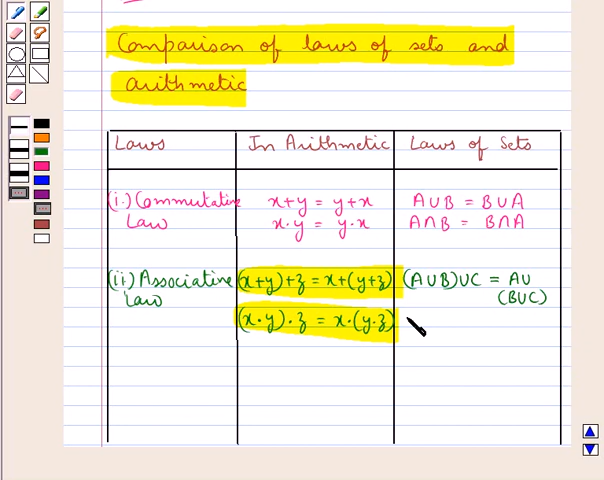 Comparison of laws of sets and
arithmetic
Laws In Arithmetic Laws of Sets
(i.) Commutative x+y = y+x A∪B = B∪A
Law x·y = y·x A∩B = B∩A
(ii) Associative (x+y)+z = x+(y+z) (A∪B)∪C = A∪
Law (B∪C)
(x·y)·z = x·(y·z)